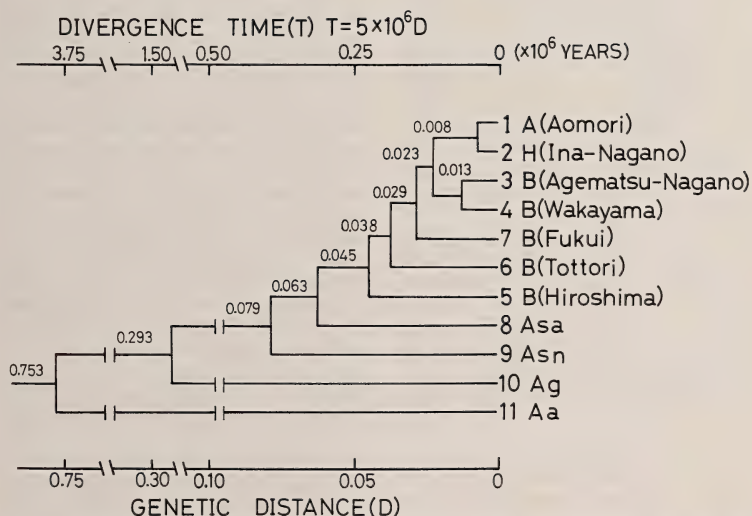 DIVERGENCE TIME(T) T=5×10⁶D
3.75 1.50 0.50 0.25 0 (×10⁶ YEARS)
0.008
1 A(Aomori)
2 H(Ina-Nagano)
0.023
0.013
3 B(Agematsu-Nagano)
0.029
4 B(Wakayama)
0.038
7 B(Fukui)
0.045
6 B(Tottori)
0.063
5 B(Hiroshima)
0.079
8 Asa
0.293
9 Asn
0.753
10 Ag
11 Aa
0.75 0.30 0.10 0.05 0
GENETIC DISTANCE(D)